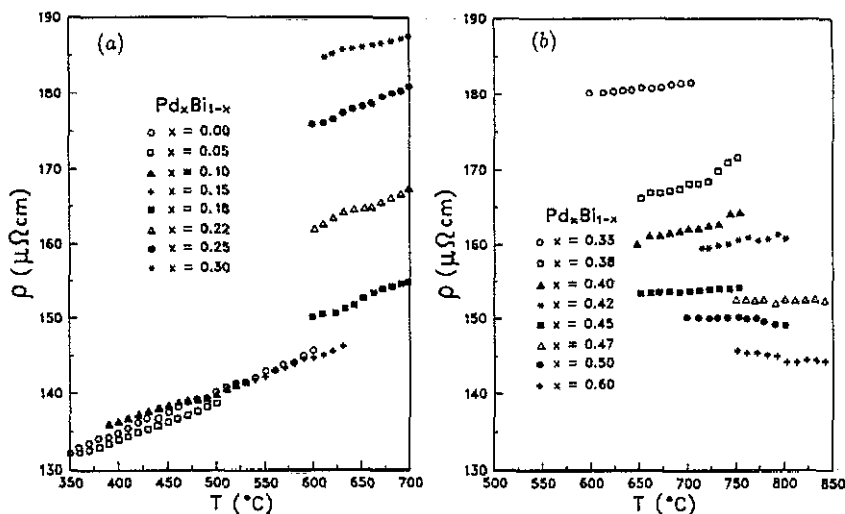 (a)
Pd_xBi_1-x
x = 0.00
x = 0.05
x = 0.10
x = 0.15
x = 0.18
x = 0.22
x = 0.25
x = 0.30
190
180
170
160
150
140
130
ρ (μΩcm)
350 400 450 500 550 600 650 700
T (°C)
(b)
Pd_xBi_1-x
x = 0.33
x = 0.38
x = 0.40
x = 0.42
x = 0.45
x = 0.47
x = 0.50
x = 0.60
190
180
170
160
150
140
130
ρ (μΩcm)
500 550 600 650 700 750 800 850
T (°C)